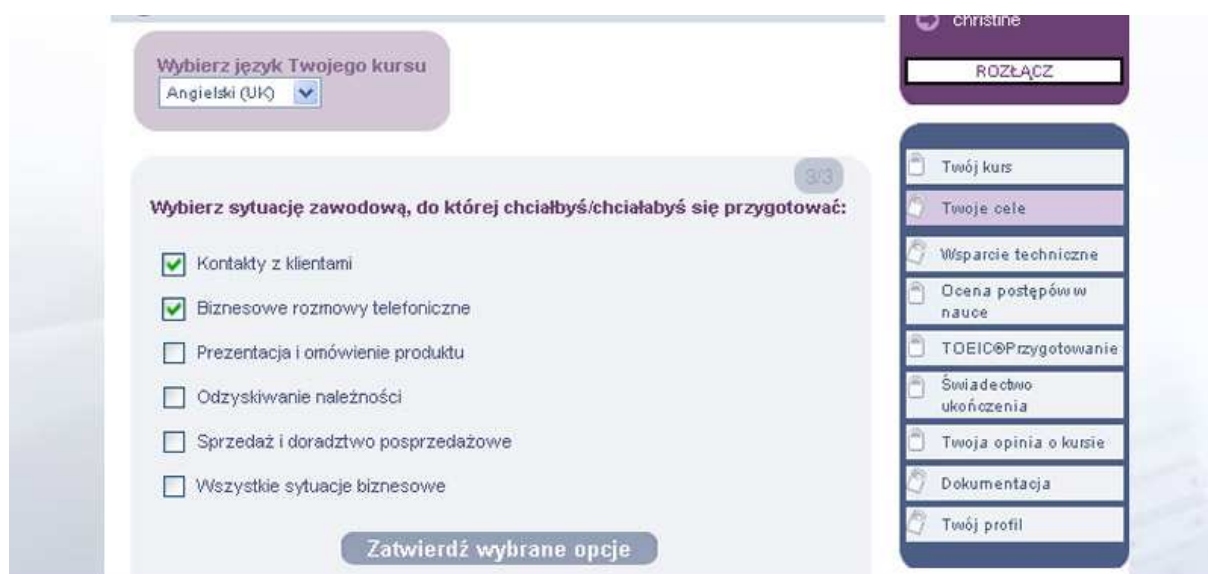 Wybierz język Twojego kursu
Angielski (UK)
3/3
Wybierz sytuację zawodową, do której chciałbyś/chciałabyś się przygotować:
Kontakty z klientami
Biznesowe rozmowy telefoniczne
Prezentacja i omówienie produktu
Odzyskiwanie należności
Sprzedaż i doradztwo posprzedażowe
Wszystkie sytuacje biznesowe
Zatwierdź wybrane opcje
christine
ROZŁĄCZ
Twój kurs
Twoje cele
Wsparcie techniczne
Ocena postępów w
nauce
TOEIC®Przygotowanie
Świadectwo
ukończenia
Twoja opinia o kursie
Dokumentacja
Twój profil